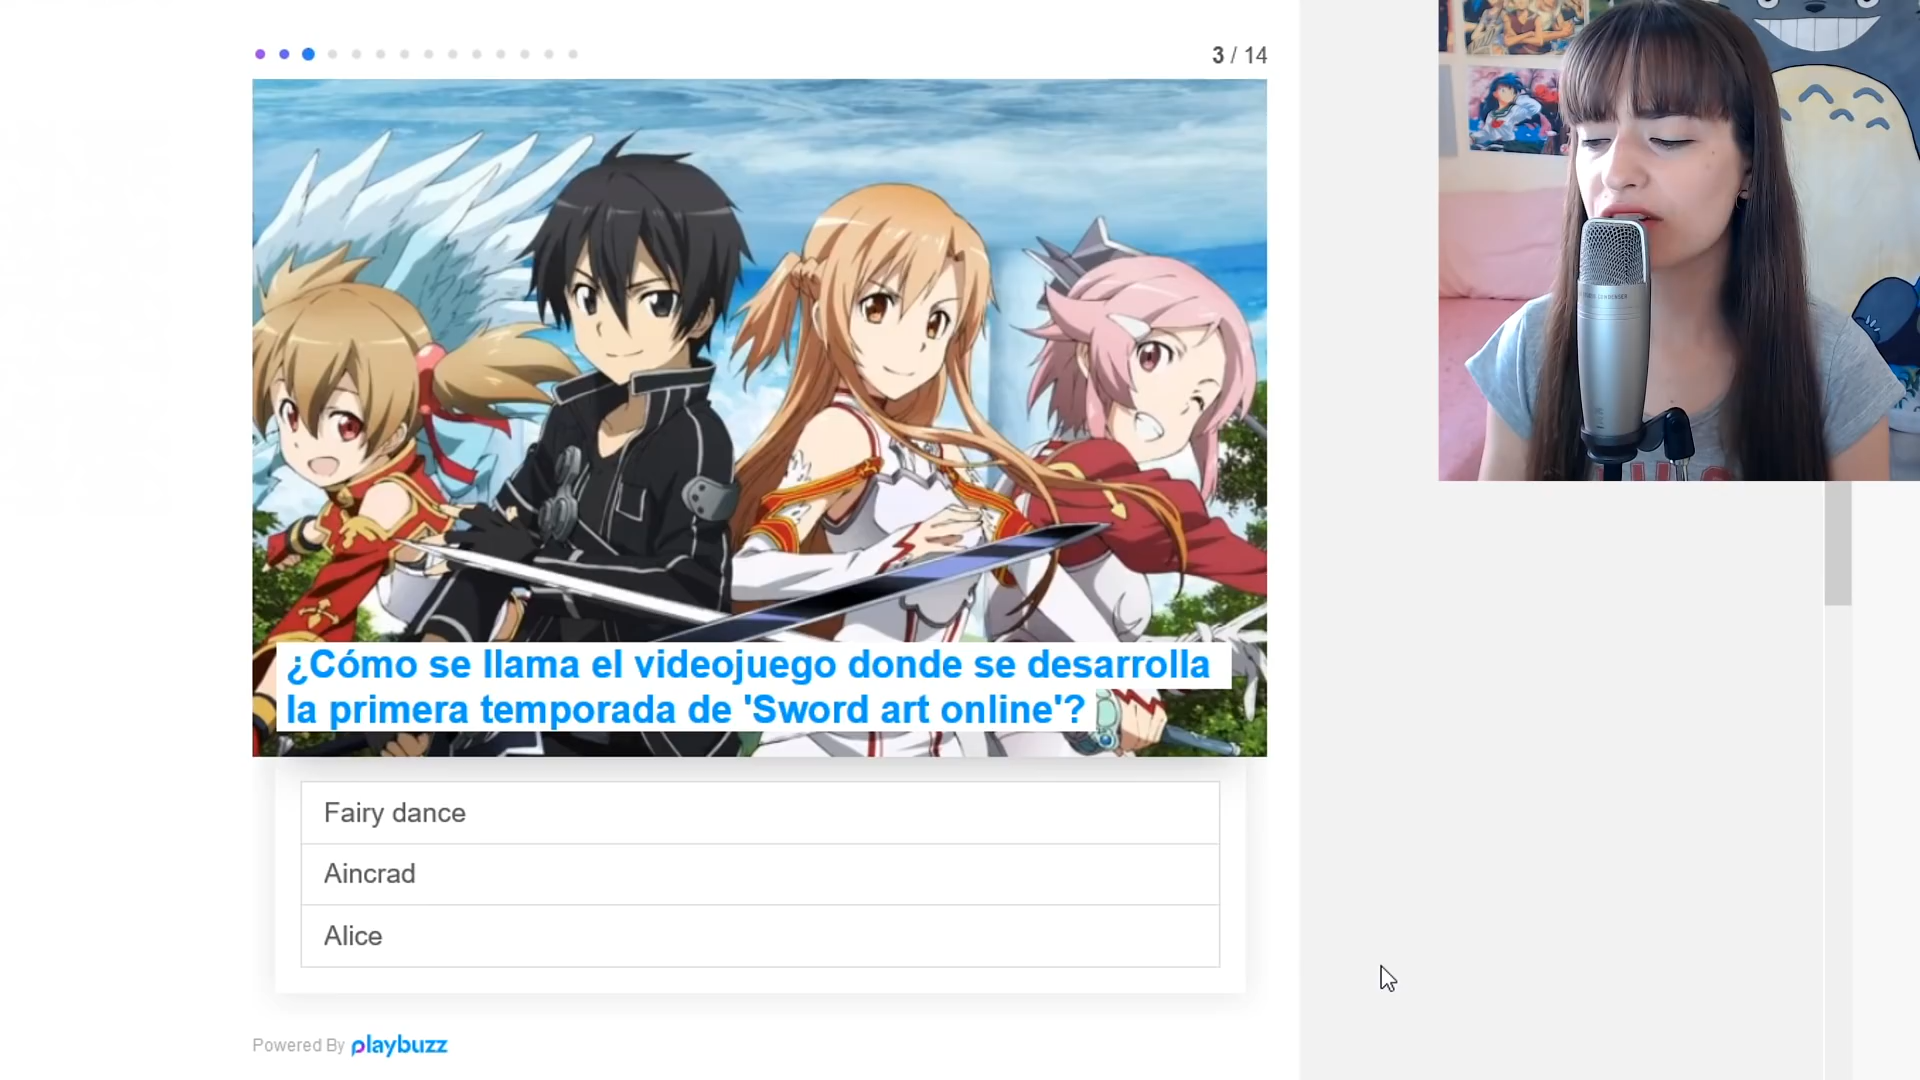 3 / 14
¿Cómo se llama el videojuego donde se desarrolla
la primera temporada de 'Sword art online'?
Fairy dance
Aincrad
Alice
Powered By playbuzz